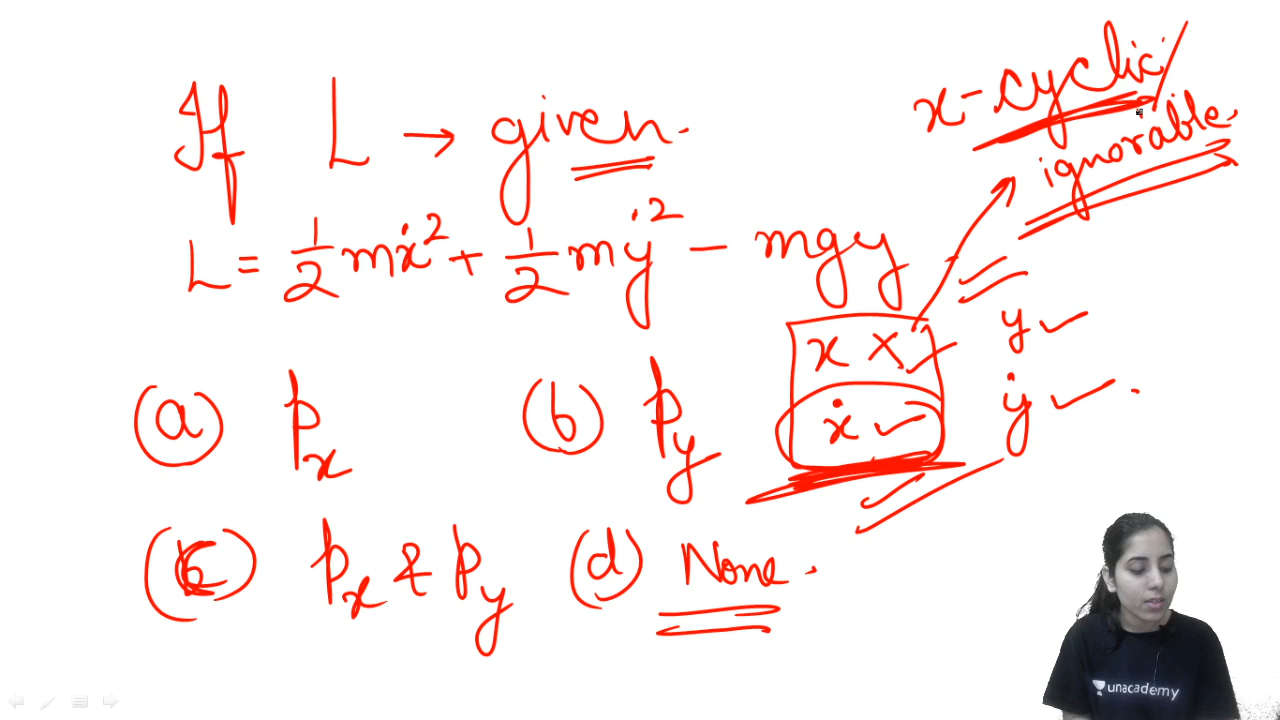 If L → given.
x-cyclic/
ignorable.
L = 1/2 mẋ² + 1/2 mẏ² - mgy
x × ✓
ẋ ✓
y ✓
ẏ ✓.
(a) pₓ (b) p_y
(c) pₓ & p_y (d) None.
unacademy